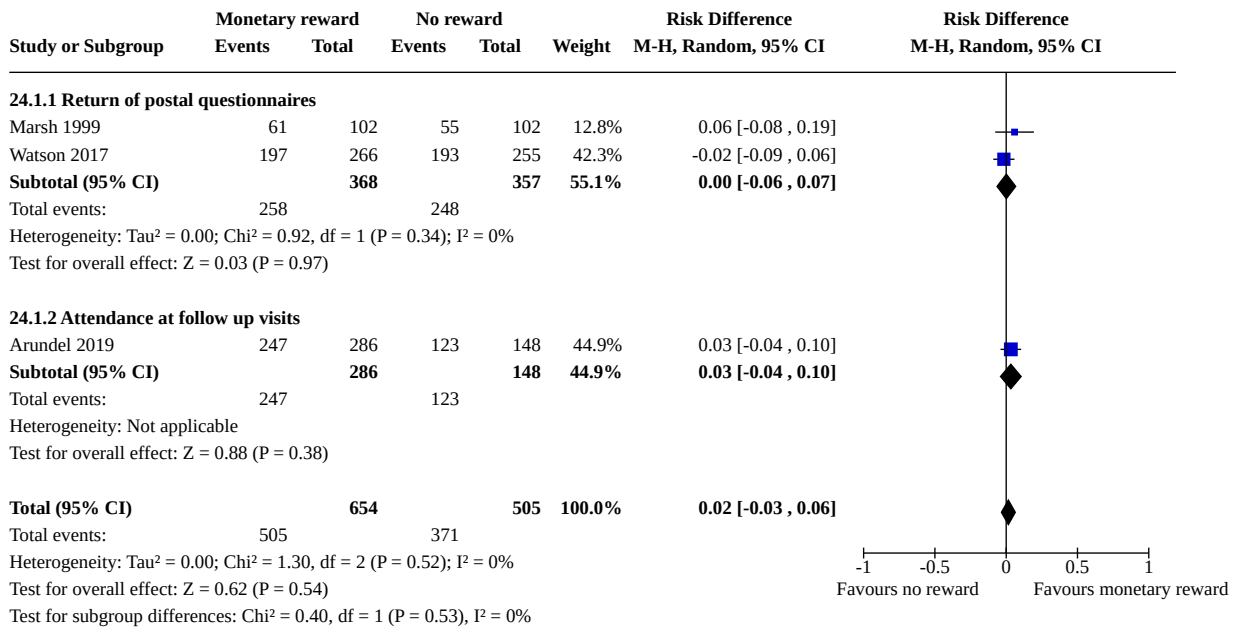 Monetary reward No reward Risk Difference Risk Difference
Study or Subgroup Events Total Events Total Weight M-H, Random, 95% CI M-H, Random, 95% CI
24.1.1 Return of postal questionnaires
Marsh 1999 61 102 55 102 12.8% 0.06 [-0.08 , 0.19]
Watson 2017 197 266 193 255 42.3% -0.02 [-0.09 , 0.06]
Subtotal (95% CI) 368 357 55.1% 0.00 [-0.06 , 0.07]
Total events: 258 248
Heterogeneity: Tau² = 0.00; Chi² = 0.92, df = 1 (P = 0.34); I² = 0%
Test for overall effect: Z = 0.03 (P = 0.97)
24.1.2 Attendance at follow up visits
Arundel 2019 247 286 123 148 44.9% 0.03 [-0.04 , 0.10]
Subtotal (95% CI) 286 148 44.9% 0.03 [-0.04 , 0.10]
Total events: 247 123
Heterogeneity: Not applicable
Test for overall effect: Z = 0.88 (P = 0.38)
Total (95% CI) 654 505 100.0% 0.02 [-0.03 , 0.06]
Total events: 505 371
Heterogeneity: Tau² = 0.00; Chi² = 1.30, df = 2 (P = 0.52); I² = 0%
-1 -0.5 0 0.5 1
Test for overall effect: Z = 0.62 (P = 0.54)
Favours no reward Favours monetary reward
Test for subgroup differences: Chi² = 0.40, df = 1 (P = 0.53), I² = 0%